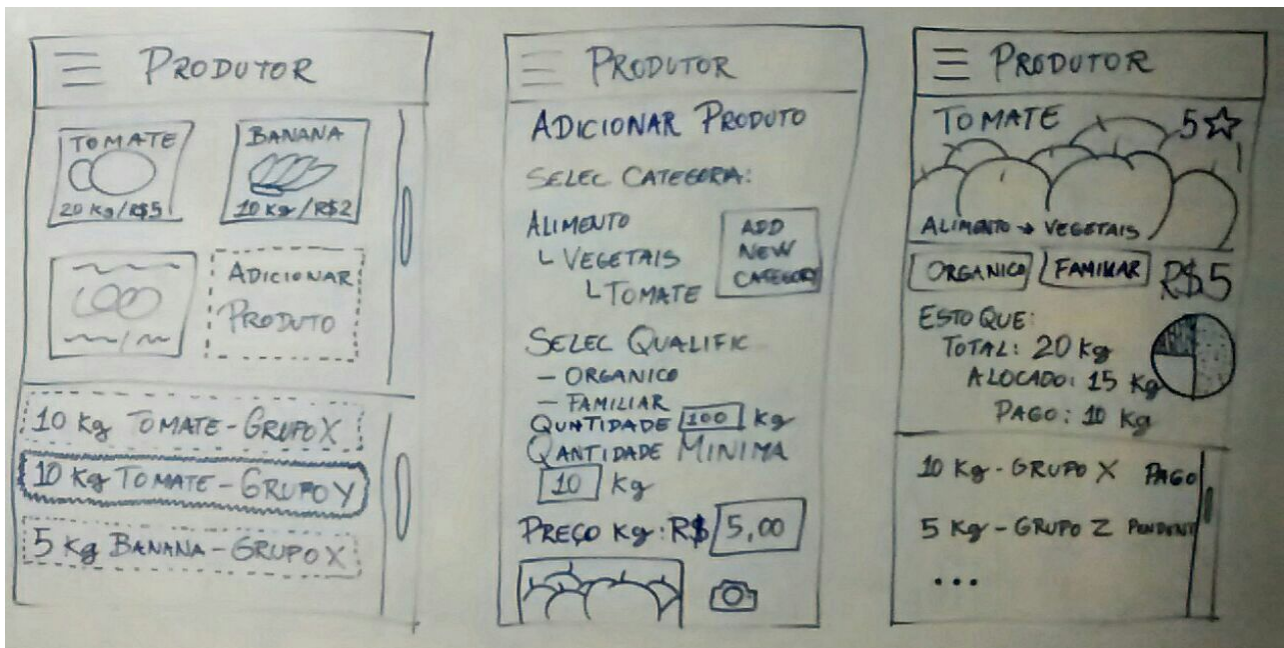 PRODUTOR
TOMATE
20 Kg/R$5
BANANA
10 Kg/R$2
ADICIONAR
PRODUTO
10 Kg TOMATE - GRUPO X
10 Kg TOMATE - GRUPO Y
5 Kg BANANA - GRUPO X
PRODUTOR
ADICIONAR PRODUTO
SELEC CATEGORIA:
ALIMENTO
VEGETAIS
TOMATE
ADD
NEW
CATEGORY
SELEC QUALIFIC
- ORGANICO
- FAMILIAR
QUNTIDADE 100 Kg
QANTIDADE MINIMA
10 Kg
PREÇO Kg: R$ 5,00
PRODUTOR
TOMATE 5
ALIMENTO → VEGETAIS
ORGANICO FAMILIAR R$5
ESTOQUE:
TOTAL: 20 Kg
ALOCADO: 15 Kg
PAGO: 10 Kg
10 Kg - GRUPO X PAGO
5 Kg - GRUPO Z PENDENT
...